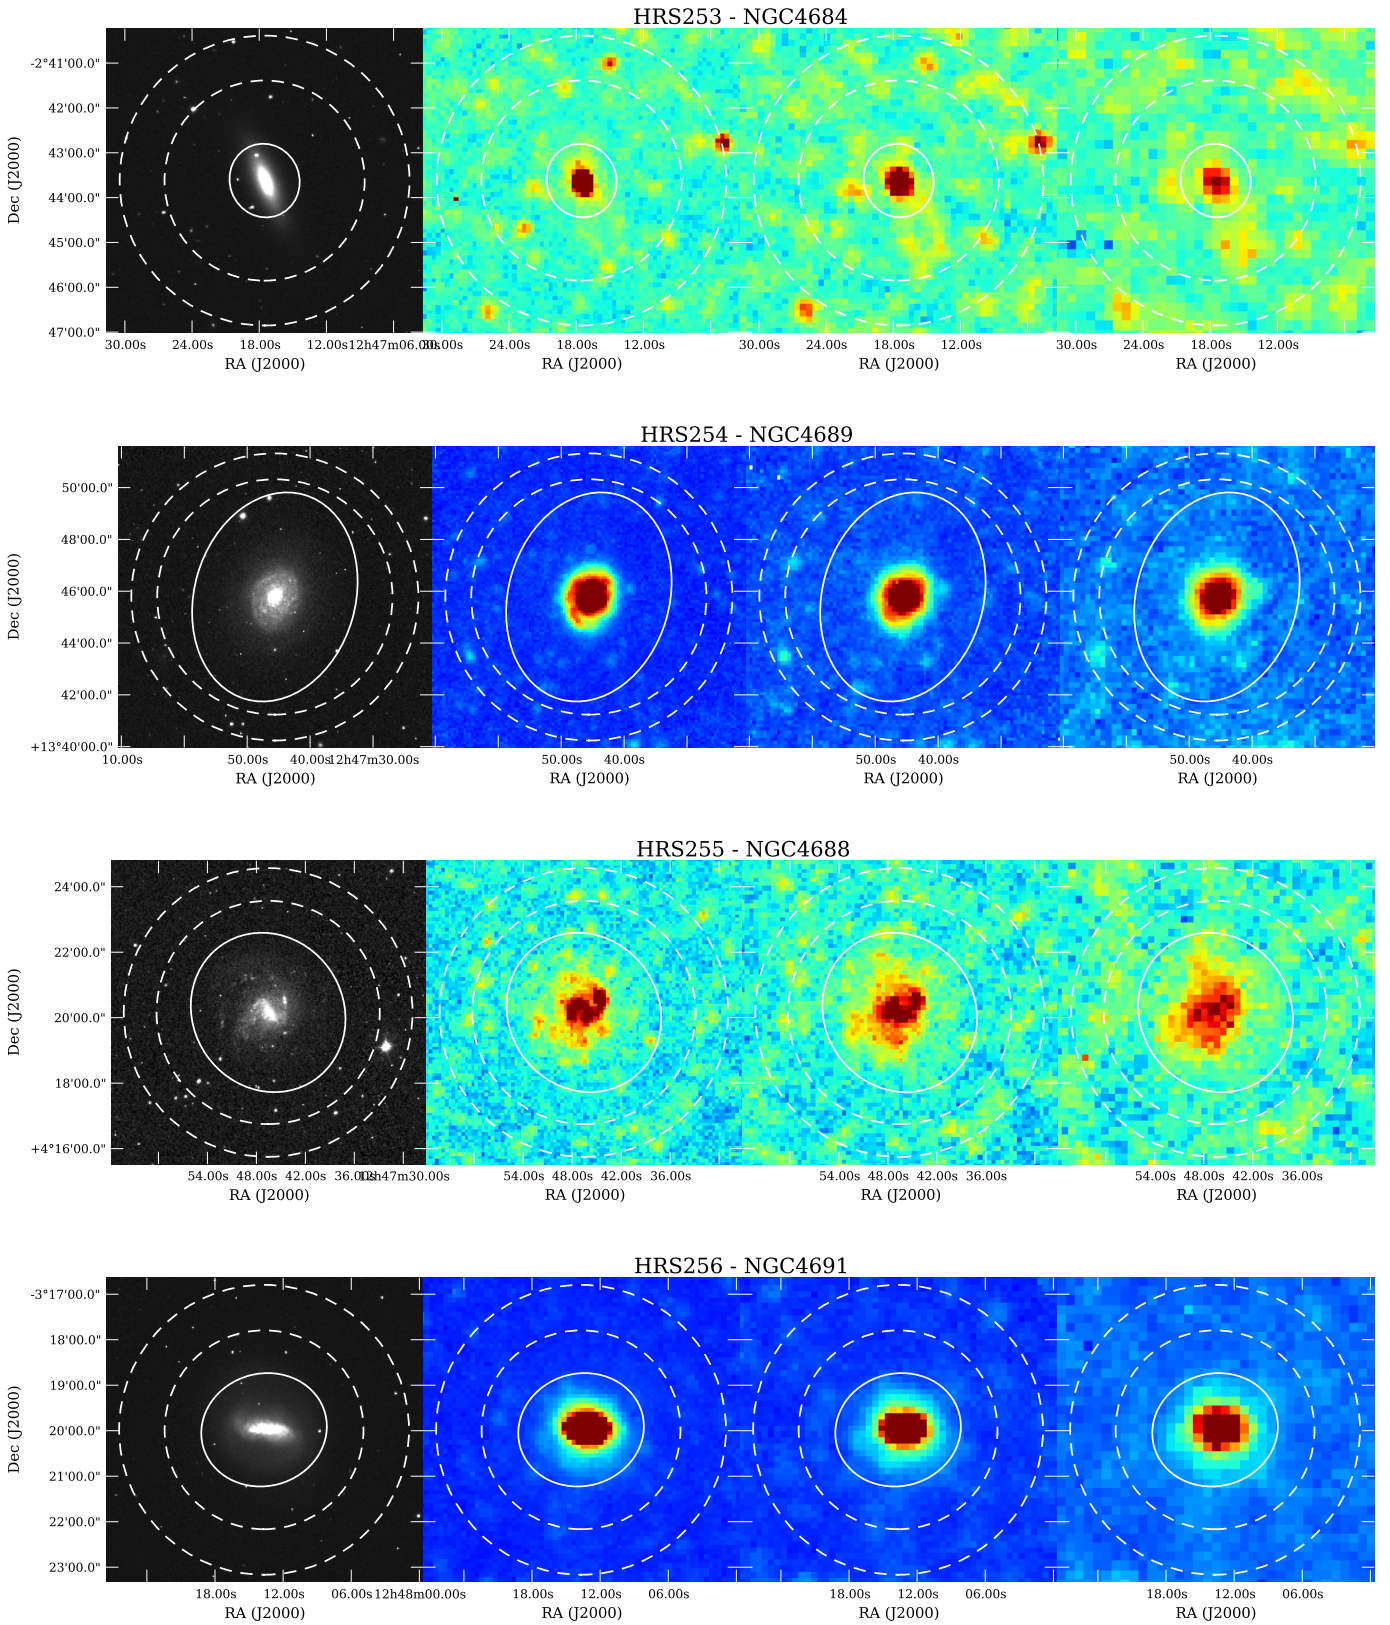 HRS253 - NGC4684
Dec (J2000)
-2°41'00.0"
42'00.0"
43'00.0"
44'00.0"
45'00.0"
46'00.0"
47'00.0"
30.00s 24.00s 18.00s 12.00s 12h47m06.00s 30.00s 24.00s 18.00s 12.00s 30.00s 24.00s 18.00s 12.00s 30.00s 24.00s 18.00s 12.00s
RA (J2000) RA (J2000) RA (J2000) RA (J2000)
HRS254 - NGC4689
Dec (J2000)
50'00.0"
48'00.0"
46'00.0"
44'00.0"
42'00.0"
+13°40'00.0"
10.00s 50.00s 40.00s 12h47m30.00s 50.00s 40.00s 50.00s 40.00s 50.00s 40.00s
RA (J2000) RA (J2000) RA (J2000) RA (J2000)
HRS255 - NGC4688
Dec (J2000)
24'00.0"
22'00.0"
20'00.0"
18'00.0"
+4°16'00.0"
54.00s 48.00s 42.00s 36.00s 12h47m30.00s 54.00s 48.00s 42.00s 36.00s 54.00s 48.00s 42.00s 36.00s 54.00s 48.00s 42.00s 36.00s
RA (J2000) RA (J2000) RA (J2000) RA (J2000)
HRS256 - NGC4691
Dec (J2000)
-3°17'00.0"
18'00.0"
19'00.0"
20'00.0"
21'00.0"
22'00.0"
23'00.0"
18.00s 12.00s 06.00s 12h48m00.00s 18.00s 12.00s 06.00s 18.00s 12.00s 06.00s 18.00s 12.00s 06.00s
RA (J2000) RA (J2000) RA (J2000) RA (J2000)